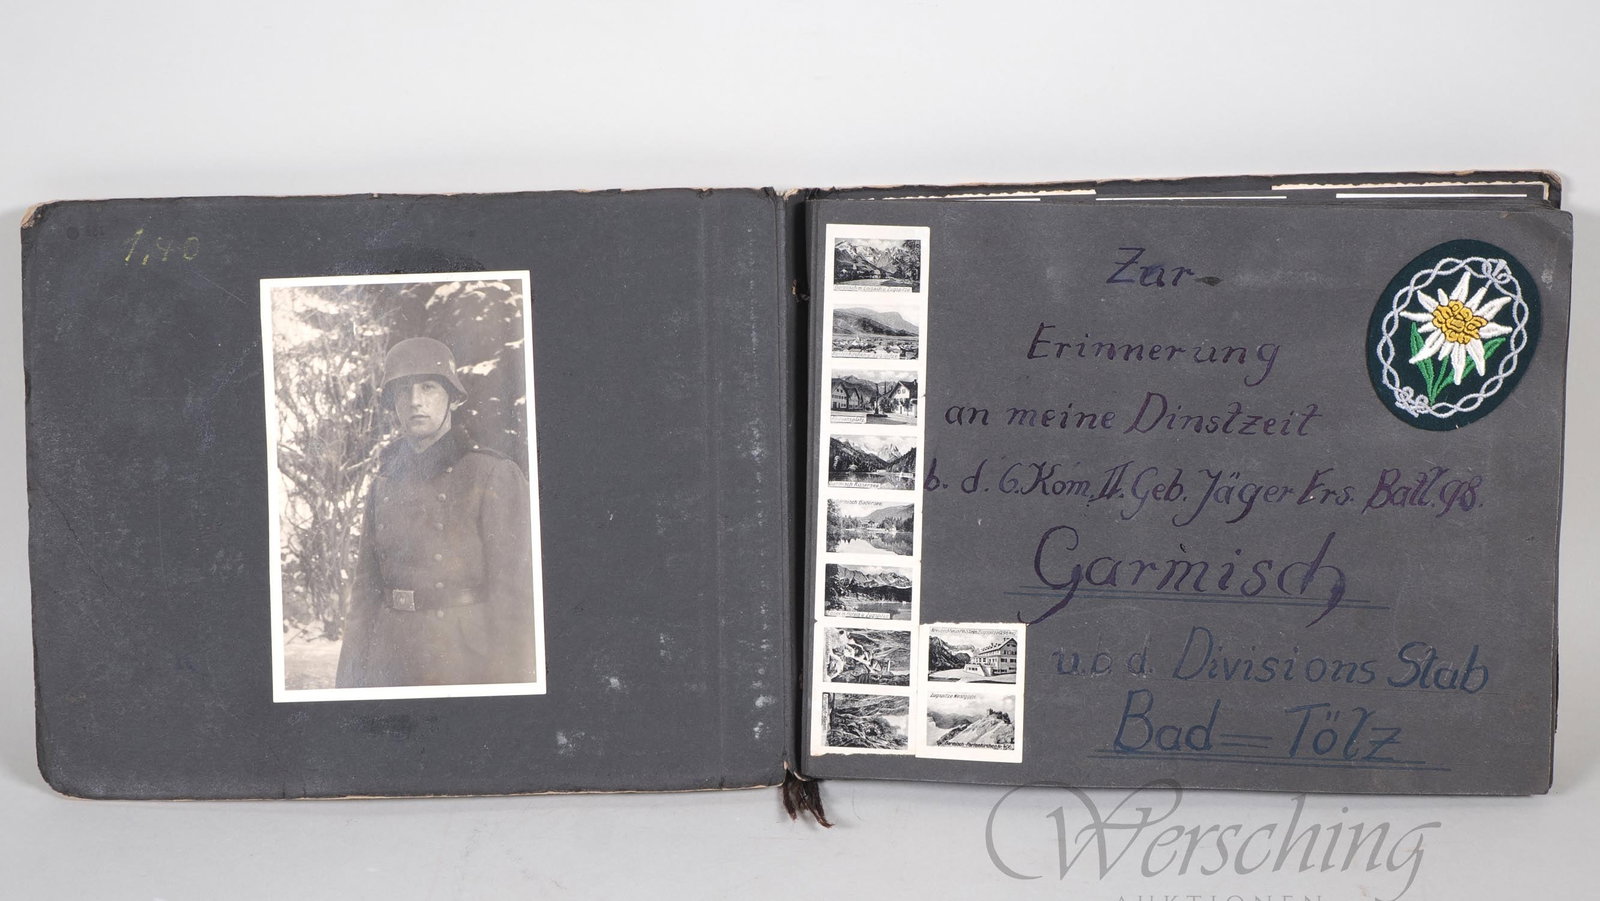 1,40
Zur
Erinnerung
an meine Dinstzeit
b. d. 6. Kom. II. Geb. Jäger Ers. Batl. 98.
Garmisch
u. b. d. Divisions Stab
Bad = Tölz
Wersching
AUKTIONEN